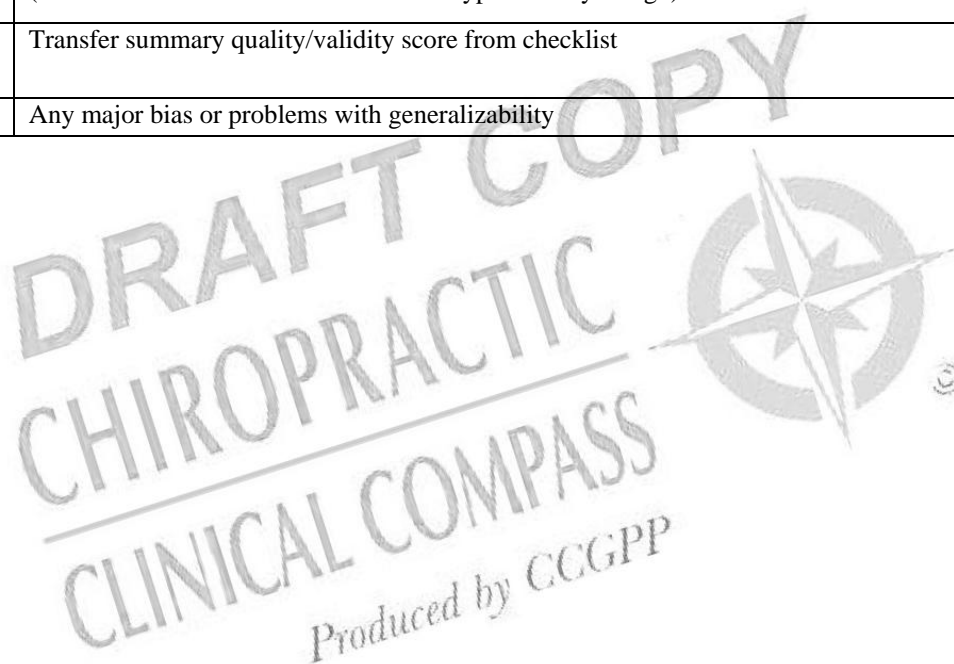 Transfer summary quality/validity score from checklist
Any major bias or problems with generalizability
DRAFT COPY
CHIROPRACTIC
CLINICAL COMPASS
Produced by CCGPP
®